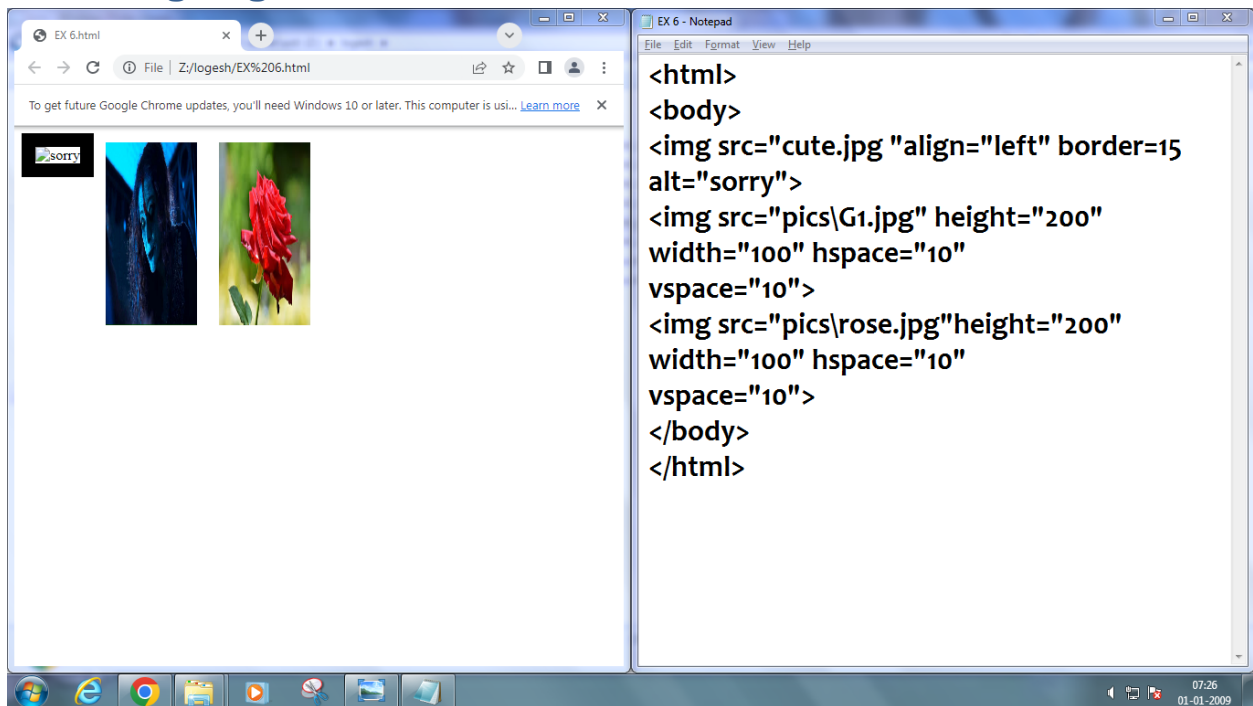 EX 6.html
File | Z:/logesh/EX%206.html
To get future Google Chrome updates, you'll need Windows 10 or later. This computer is usi... Learn more
sorry
EX 6 - Notepad
File Edit Format View Help
<html>
<body>
<img src="cute.jpg "align="left" border=15
alt="sorry">
<img src="pics\G1.jpg" height="200"
width="100" hspace="10"
vspace="10">
<img src="pics\rose.jpg"height="200"
width="100" hspace="10"
vspace="10">
</body>
</html>
07:26
01-01-2009